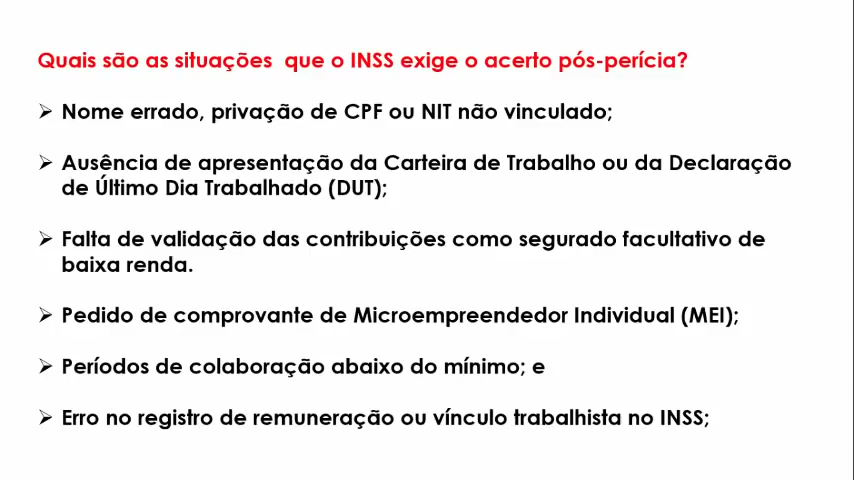 Quais são as situações  que o INSS exige o acerto pós-perícia?
➢ Nome errado, privação de CPF ou NIT não vinculado;
➢ Ausência de apresentação da Carteira de Trabalho ou da Declaração
de Último Dia Trabalhado (DUT);
➢ Falta de validação das contribuições como segurado facultativo de
baixa renda.
➢ Pedido de comprovante de Microempreendedor Individual (MEI);
➢ Períodos de colaboração abaixo do mínimo; e
➢ Erro no registro de remuneração ou vínculo trabalhista no INSS;